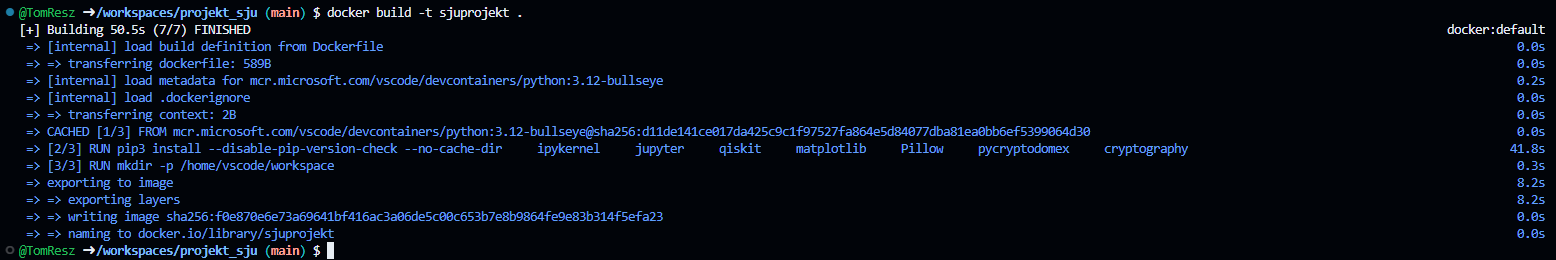 @TomResz ➜/workspaces/projekt_sju (main) $ docker build -t sjuprojekt .
[+] Building 50.5s (7/7) FINISHED docker:default
=> [internal] load build definition from Dockerfile 0.0s
=> => transferring dockerfile: 589B 0.0s
=> [internal] load metadata for mcr.microsoft.com/vscode/devcontainers/python:3.12-bullseye 0.2s
=> [internal] load .dockerignore 0.0s
=> => transferring context: 2B 0.0s
=> CACHED [1/3] FROM mcr.microsoft.com/vscode/devcontainers/python:3.12-bullseye@sha256:d11de141ce017da425c9c1f97527fa864e5d84077dba81ea0bb6ef5399064d30 0.0s
=> [2/3] RUN pip3 install --disable-pip-version-check --no-cache-dir ipykernel jupyter qiskit matplotlib Pillow pycryptodomex cryptography 41.8s
=> [3/3] RUN mkdir -p /home/vscode/workspace 0.3s
=> exporting to image 8.2s
=> => exporting layers 8.2s
=> => writing image sha256:f0e870e6e73a69641bf416ac3a06de5c00c653b7e8b9864fe9e83b314f5efa23 0.0s
=> => naming to docker.io/library/sjuprojekt 0.0s
@TomResz ➜/workspaces/projekt_sju (main) $